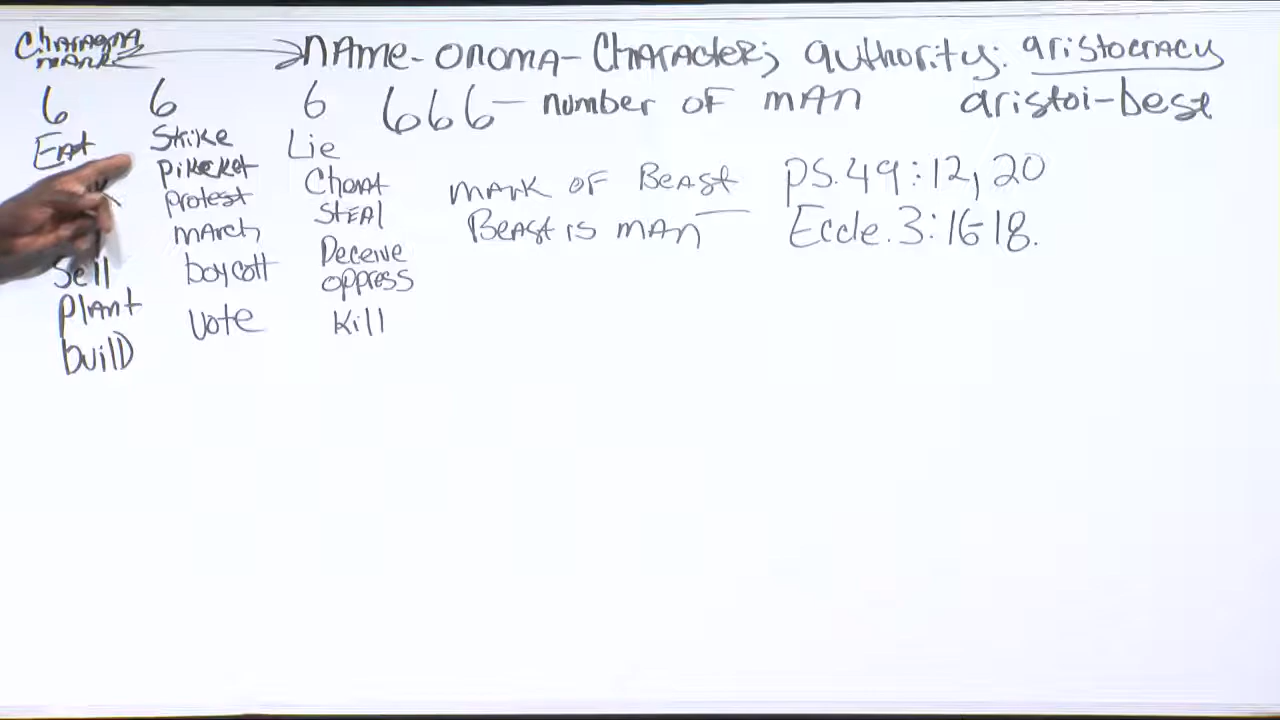 Charagma
mark
name-onoma-Character; authority: aristocracy
6 6 6 666- number of man aristoi-best
Eat
Sell
Plant
build
Strike
Pikeket
Protest
march
boycott
Vote
Lie
Cheat
STEAl
Deceive
oppress
Kill
mark of Beast
Beast is man
PS.49:12,20
Eccle.3:16-18.